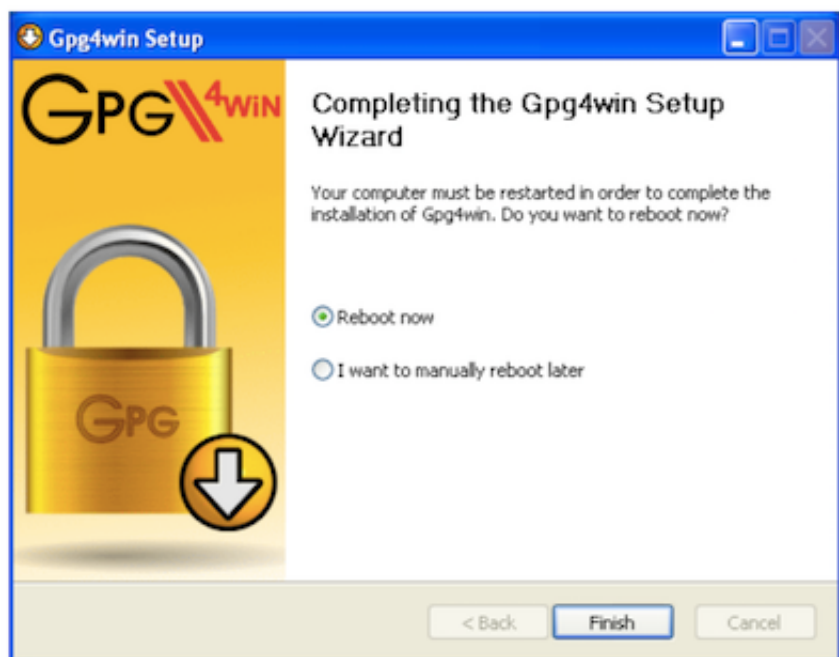 Gpg4win Setup
GPG4WIN
Completing the Gpg4win Setup
Wizard
Your computer must be restarted in order to complete the
installation of Gpg4win. Do you want to reboot now?
Reboot now
I want to manually reboot later
GPG
< Back
Finish
Cancel